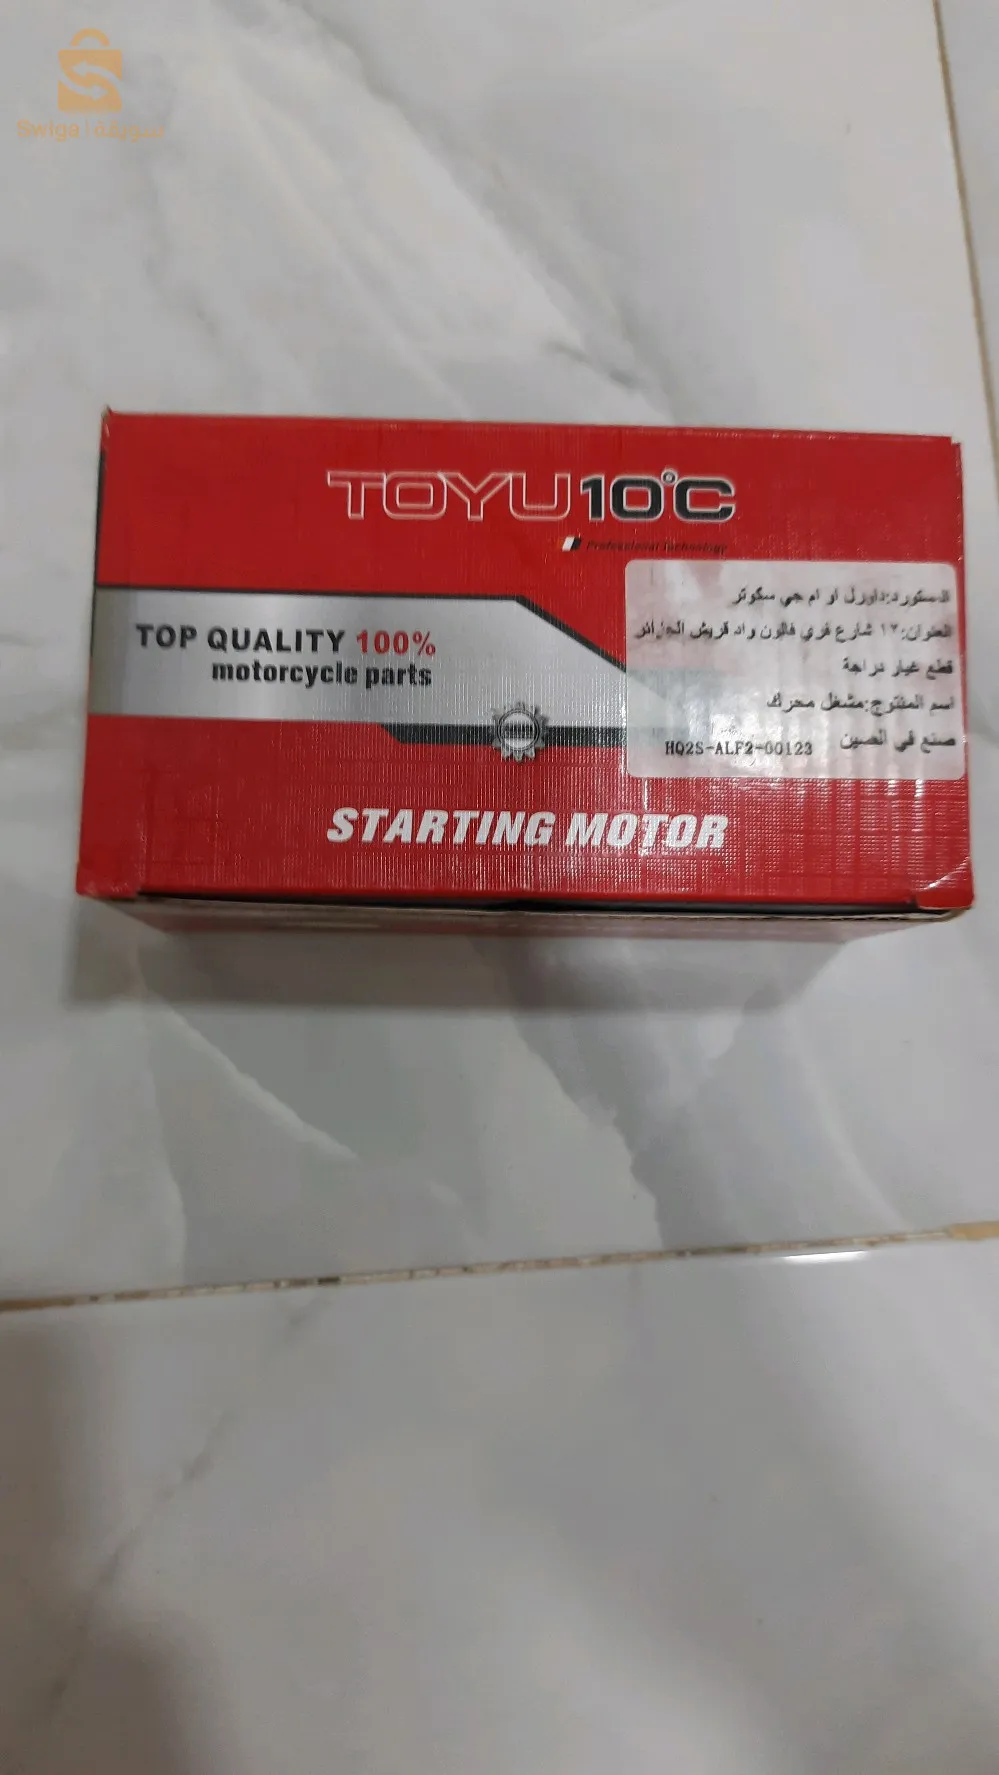 Swiga | سويقة
TOYU10°C
Professional Technology
TOP QUALITY 100%
motorcycle parts
المستورد:داورل او ام جي سكوتر
العنوان:١٢ شارع فري فالون واد قريش الجزائر
قطع غيار دراجة
اسم المنتوج:مشغل محرك
صنع في الصين HQ2S-ALF2-00123
STARTING MOTOR